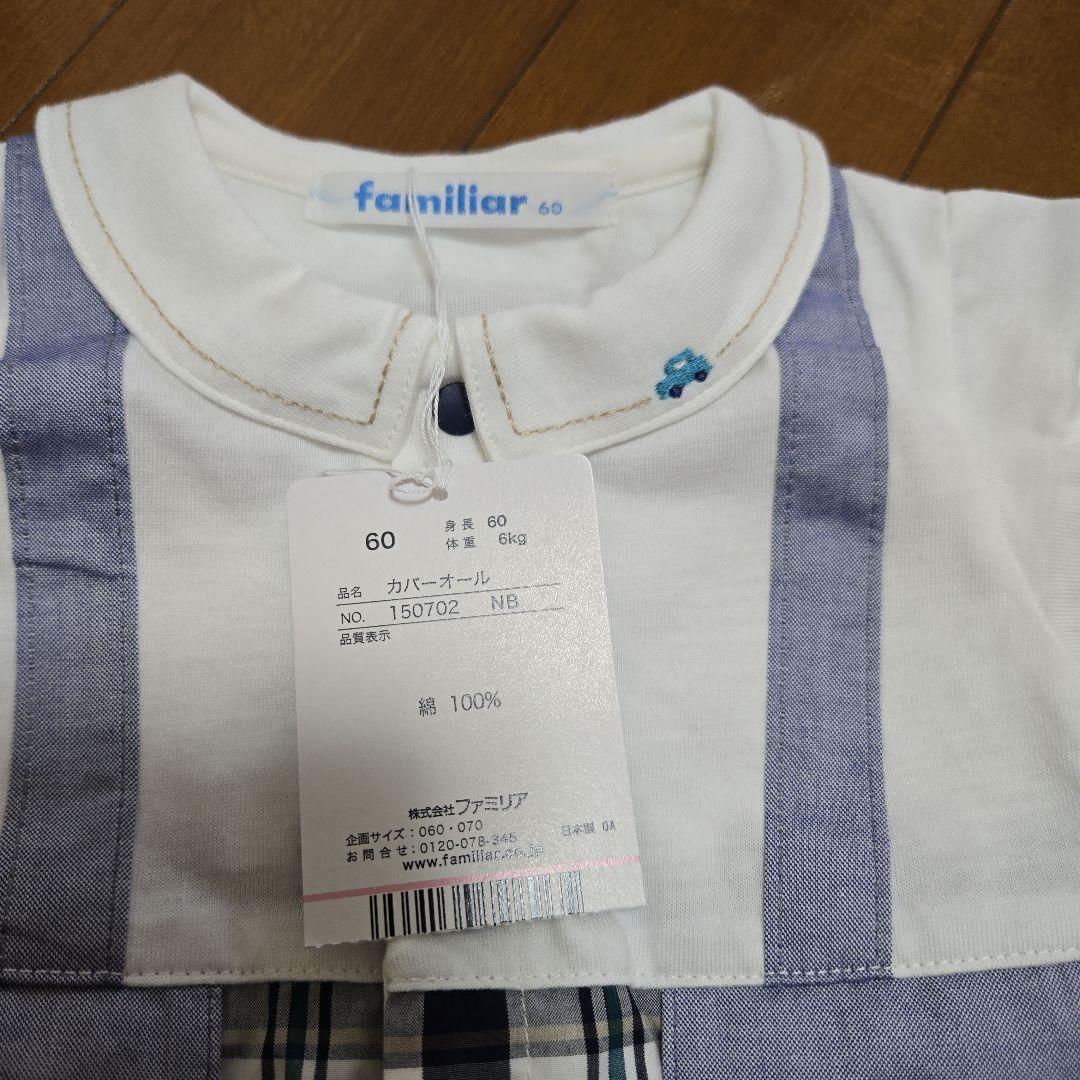 familiar 60
60
身長 60
体重 6kg
品名 カバーオール
NO. 150702 NB
品質表示
綿 100%
株式会社ファミリア
企画サイズ：060・070
お問合せ：0120-078-345
日本製 0A
www.familiar.co.jp